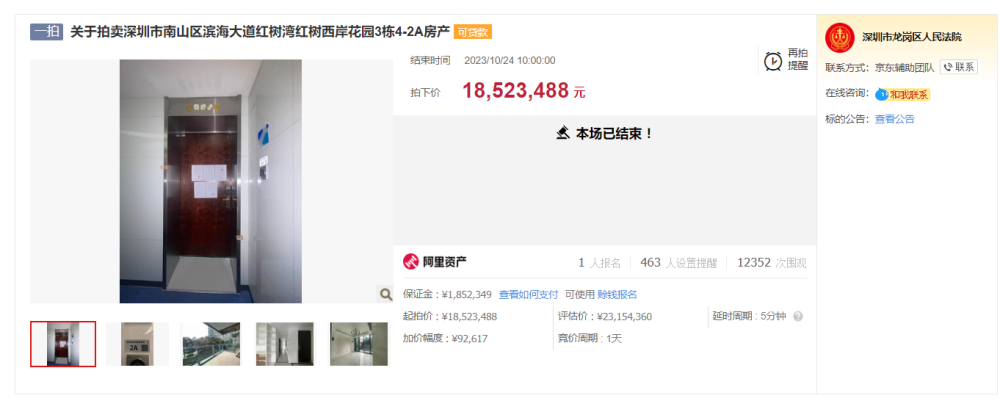 一拍 关于拍卖深圳市南山区滨海大道红树湾红树西岸花园3栋4-2A房产 可贷款
结束时间 2023/10/24 10:00:00
再拍提醒
拍下价 18,523,488 元
本场已结束！
阿里资产 1 人报名 463 人设置提醒 12352 次围观
保证金：¥1,852,349 查看如何支付 可使用 赊钱报名
起拍价：¥18,523,488 评估价：¥23,154,360 延时周期：5分钟
加价幅度：¥92,617 竞价周期：1天
2A
深圳市龙岗区人民法院
联系方式：京东辅助团队 联系
在线咨询：和我联系
标的公告：查看公告